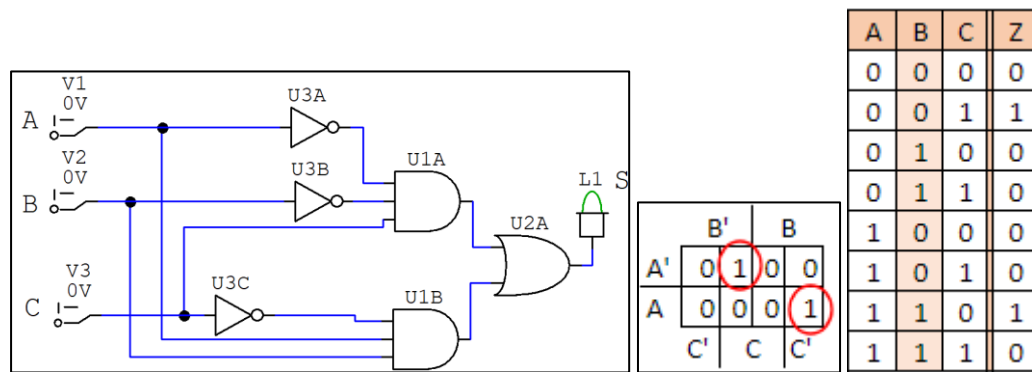 V1
0V
A
U3A
V2
0V
B
U3B
U1A
L1 S
U2A
V3
0V
C
U3C
U1B
B' B
A' 0 1 0 0
A 0 0 0 1
C' C C'
A B C Z
0 0 0 0
0 0 1 1
0 1 0 0
0 1 1 0
1 0 0 0
1 0 1 0
1 1 0 1
1 1 1 0